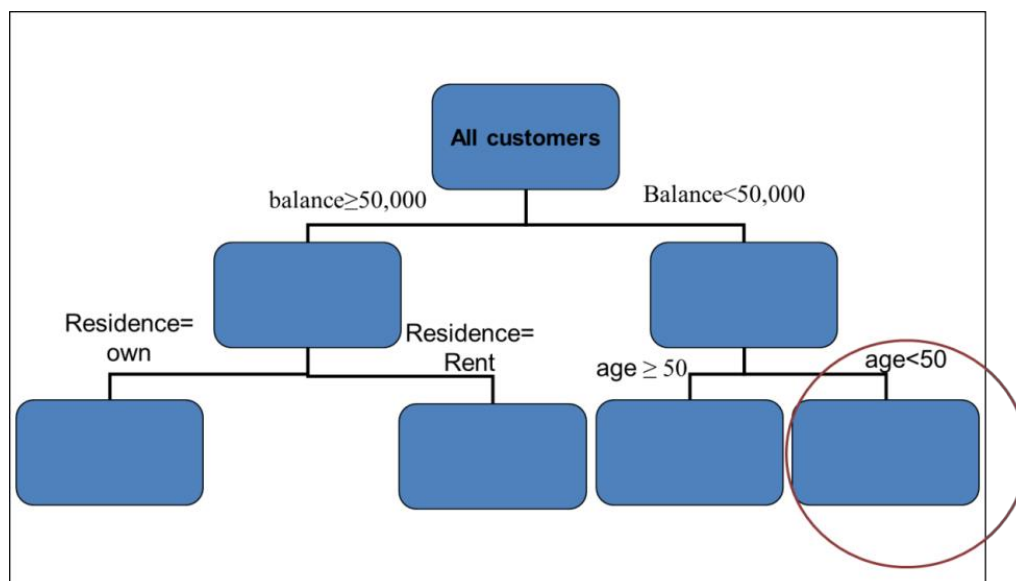 All customers
balance≥50,000
Balance<50,000
Residence=
own
Residence=
Rent
age ≥ 50
age<50